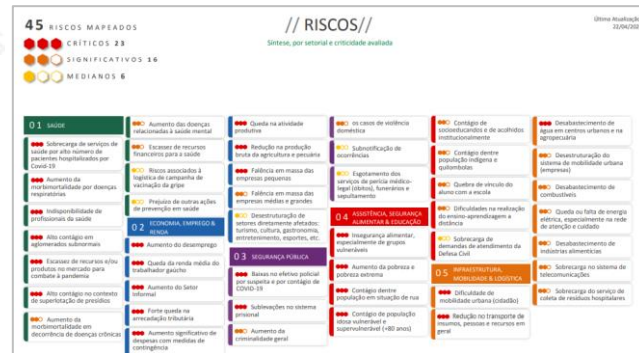 45 RISCOS MAPEADOS
CRÍTICOS 23
SIGNIFICATIVOS 16
MEDIANOS 6
// RISCOS//
Síntese, por setorial e criticidade avaliada
Última Atualização
22/04/202
01 SAÚDE
Sobrecarga de serviços de
saúde por alto número de
pacientes hospitalizados por
Covid-19
Aumento da
morbimortalidade por doenças
respiratórias
Indisponibilidade de
profissionais da saúde
Alto contágio em
aglomerados subnormais
Escassez de recursos e/ou
produtos no mercado para
combate à pandemia
Alto contágio no contexto
de superlotação de presídios
Aumento da
morbimortalidade em
decorrência de doenças crônicas
Aumento das doenças
relacionadas à saúde mental
Escassez de recursos
financeiros para a saúde
Riscos associados à
logística de campanha de
vacinação da gripe
Prejuízo de outras ações
de prevenção em saúde
02 ECONOMIA, EMPREGO &
RENDA
Aumento do desemprego
Queda na renda média do
trabalhador gaúcho
Aumento do Setor
informal
Forte queda na
arrecadação tributária
Aumento significativo de
despesas com medidas de
contingência
Queda na atividade
produtiva
Redução na produção
bruta da agricultura e pecuária
Falência em massa das
empresas pequenas
Falência em massa das
empresas médias e grandes
Desestruturação de
setores diretamente afetados:
turismo, cultura, gastronomia,
entretenimento, esportes, etc.
03 SEGURANÇA PÚBLICA
Baixas no efetivo policial
por suspeita e por contágio de
COVID-19
Sublevações no sistema
prisional
Aumento da
criminalidade geral
os casos de violência
doméstica
Subnotificação de
ocorrências
Esgotamento dos
serviços de perícia médico-
legal (óbitos), funerários e
sepultamento
04 ASSISTÊNCIA, SEGURANÇA
ALIMENTAR & EDUCAÇÃO
Insegurança alimentar,
especialmente de grupos
vulneráveis
Aumento da pobreza e
pobreza extrema
Contágio dentre
população em situação de rua
Contágio de população
idosa vulnerável e
supervulnerável (+80 anos)
Contágio de
socioeducandos e de acolhidos
institucionalmente
Contágio dentre
população indígena e
quilombolas
Quebra de vínculo do
aluno com a escola
Dificuldades na realização
do ensino-aprendizagem a
distância
Sobrecarga de
demandas de atendimento da
Defesa Civil
05 INFRAESTRUTURA,
MOBILIDADE & LOGÍSTICA
Dificuldade de
mobilidade urbana (cidadão)
Redução no transporte de
insumos, pessoas e recursos em
geral
Desabastecimento de
água em centros urbanos e na
agropecuária
Desestruturação do
sistema de mobilidade urbana
(empresas)
Desabastecimento de
combustíveis
Queda ou falta de energia
elétrica, especialmente na rede
de atenção e cuidado
Desabastecimento de
indústrias alimentícias
Sobrecarga no sistema de
telecomunicações
Sobrecarga do serviço de
coleta de resíduos hospitalares